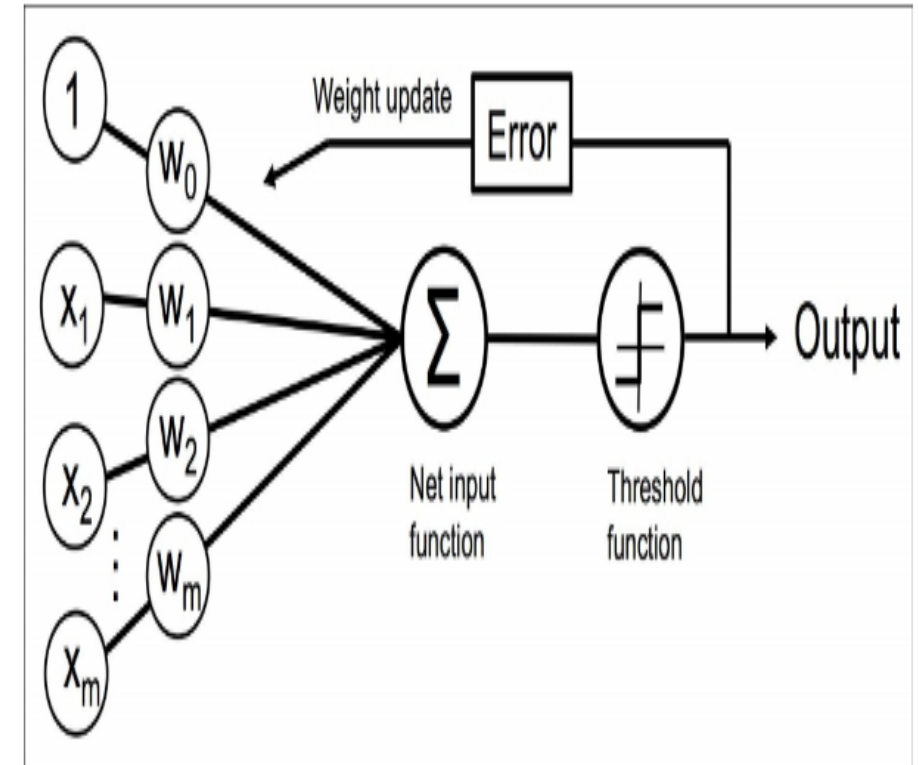 1
w0
Weight update
Error
x1
w1
Σ
Output
x2
w2
Net input
function
Threshold
function
wm
xm